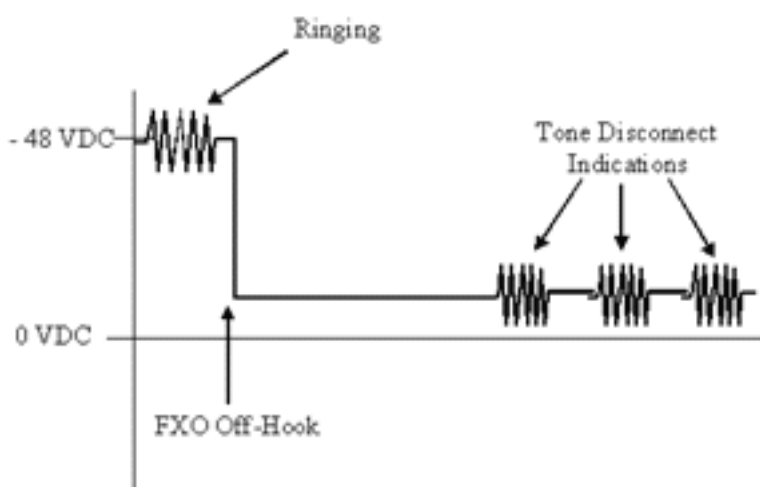 Ringing
- 48 VDC
Tone Disconnect
Indications
0 VDC
FXO Off-Hook